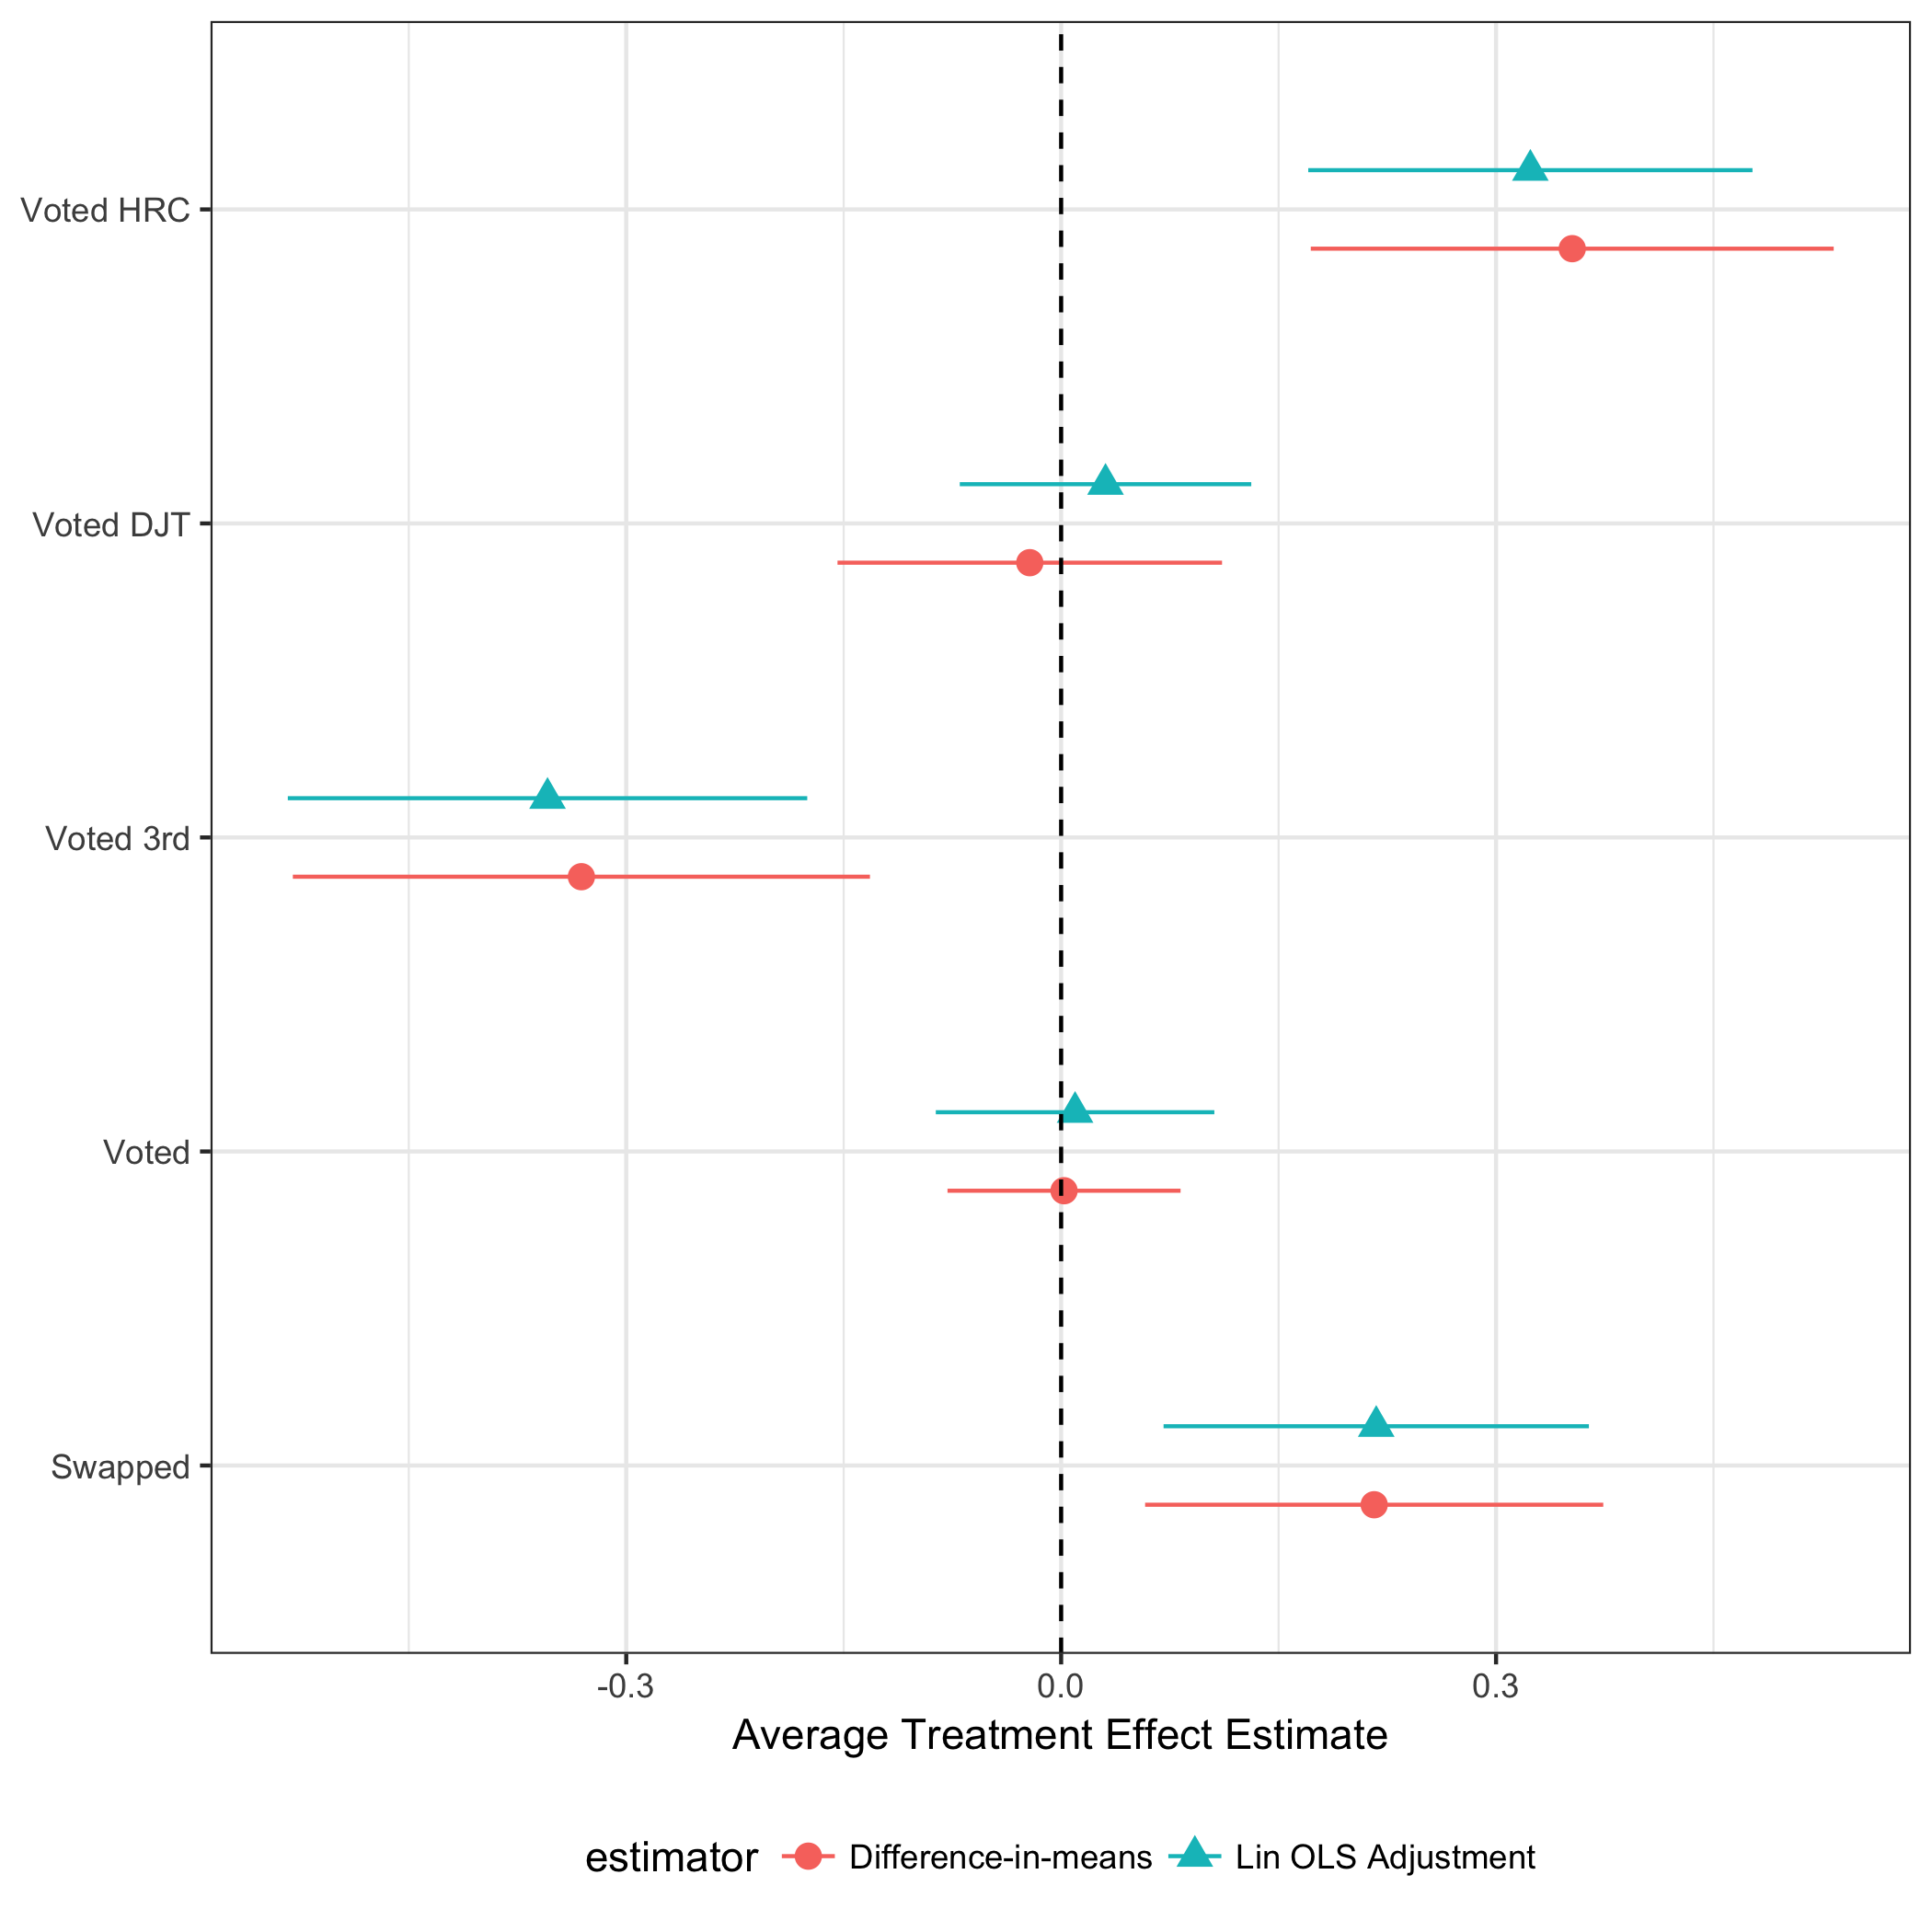 Voted HRC
Voted DJT
Voted 3rd
Voted
Swapped
-0.3 0.0 0.3
Average Treatment Effect Estimate
estimator Difference-in-means Lin OLS Adjustment